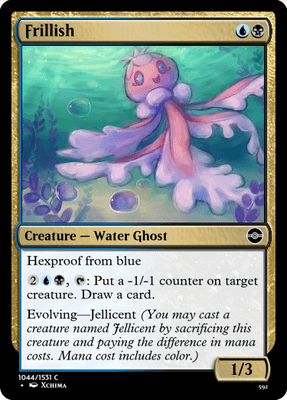 Frillish
Creature — Water Ghost
Hexproof from blue
2, : Put a -1/-1 counter on target
creature. Draw a card.
Evolving—Jellicent (You may cast
a creature named Jellicent by sacrificing this
creature and paying the difference in mana
costs. Mana cost includes color.)
1/3
1044/1531 C
• Xchima
592